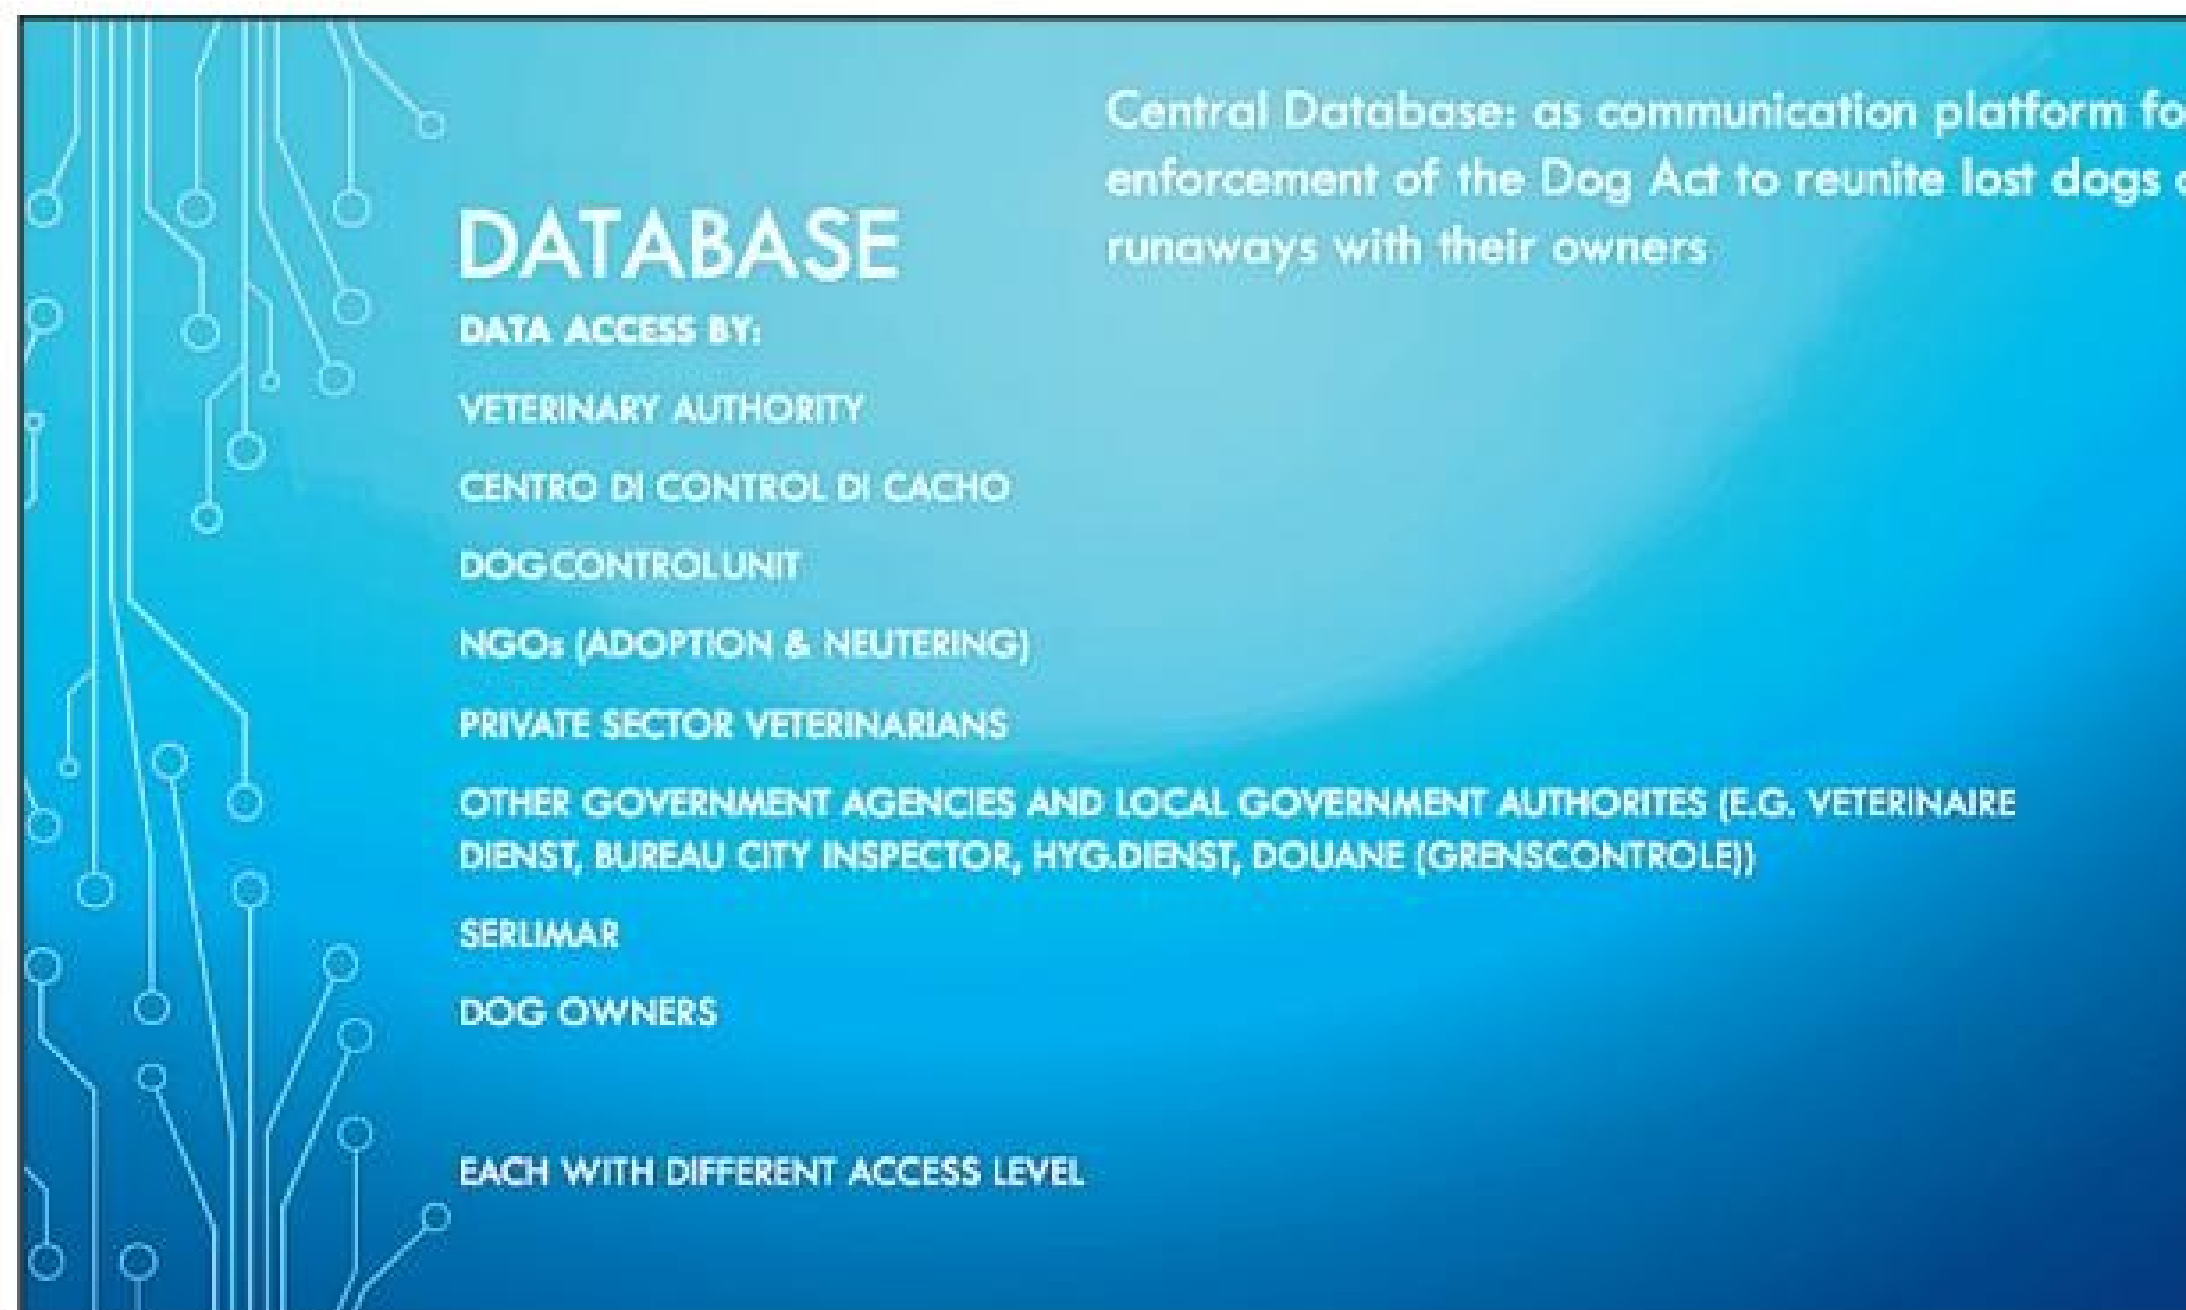 Central Database: as communication platform fo
enforcement of the Dog Act to reunite lost dogs
runaways with their owners
DATABASE
DATA ACCESS BY:
VETERINARY AUTHORITY
CENTRO DI CONTROL DI CACHO
DOG CONTROL UNIT
NGOs (ADOPTION & NEUTERING)
PRIVATE SECTOR VETERINARIANS
OTHER GOVERNMENT AGENCIES AND LOCAL GOVERNMENT AUTHORITES (E.G. VETERINAIRE
DIENST, BUREAU CITY INSPECTOR, HYG.DIENST, DOUANE (GRENSCONTROLE))
SERLIMAR
DOG OWNERS
EACH WITH DIFFERENT ACCESS LEVEL